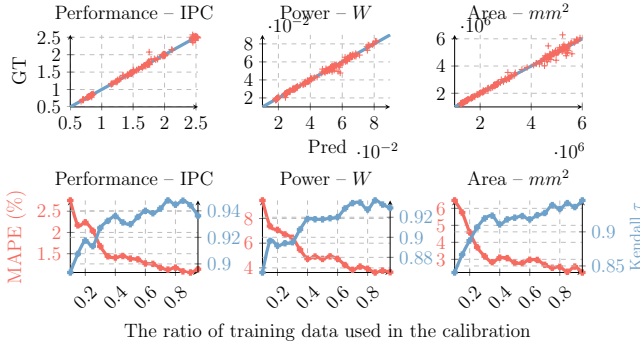 Performance – IPC
Power – W
Area – mm²
·10⁻²
·10⁶
GT
2.5
2
1.5
1
0.5
0.5 1 1.5 2 2.5
8
6
4
2
2 4 6 8
6
5
4
3
2
2 4 6
Pred
·10⁻²
·10⁶
Performance – IPC
Power – W
Area – mm²
MAPE (%)
2.5
2
1.5
0.94
0.92
0.9
0.2 0.4 0.6 0.8
8
6
4
0.92
0.9
0.88
0.2 0.4 0.6 0.8
6
5
4
3
0.9
0.85
0.2 0.4 0.6 0.8
Kendall τ
The ratio of training data used in the calibration